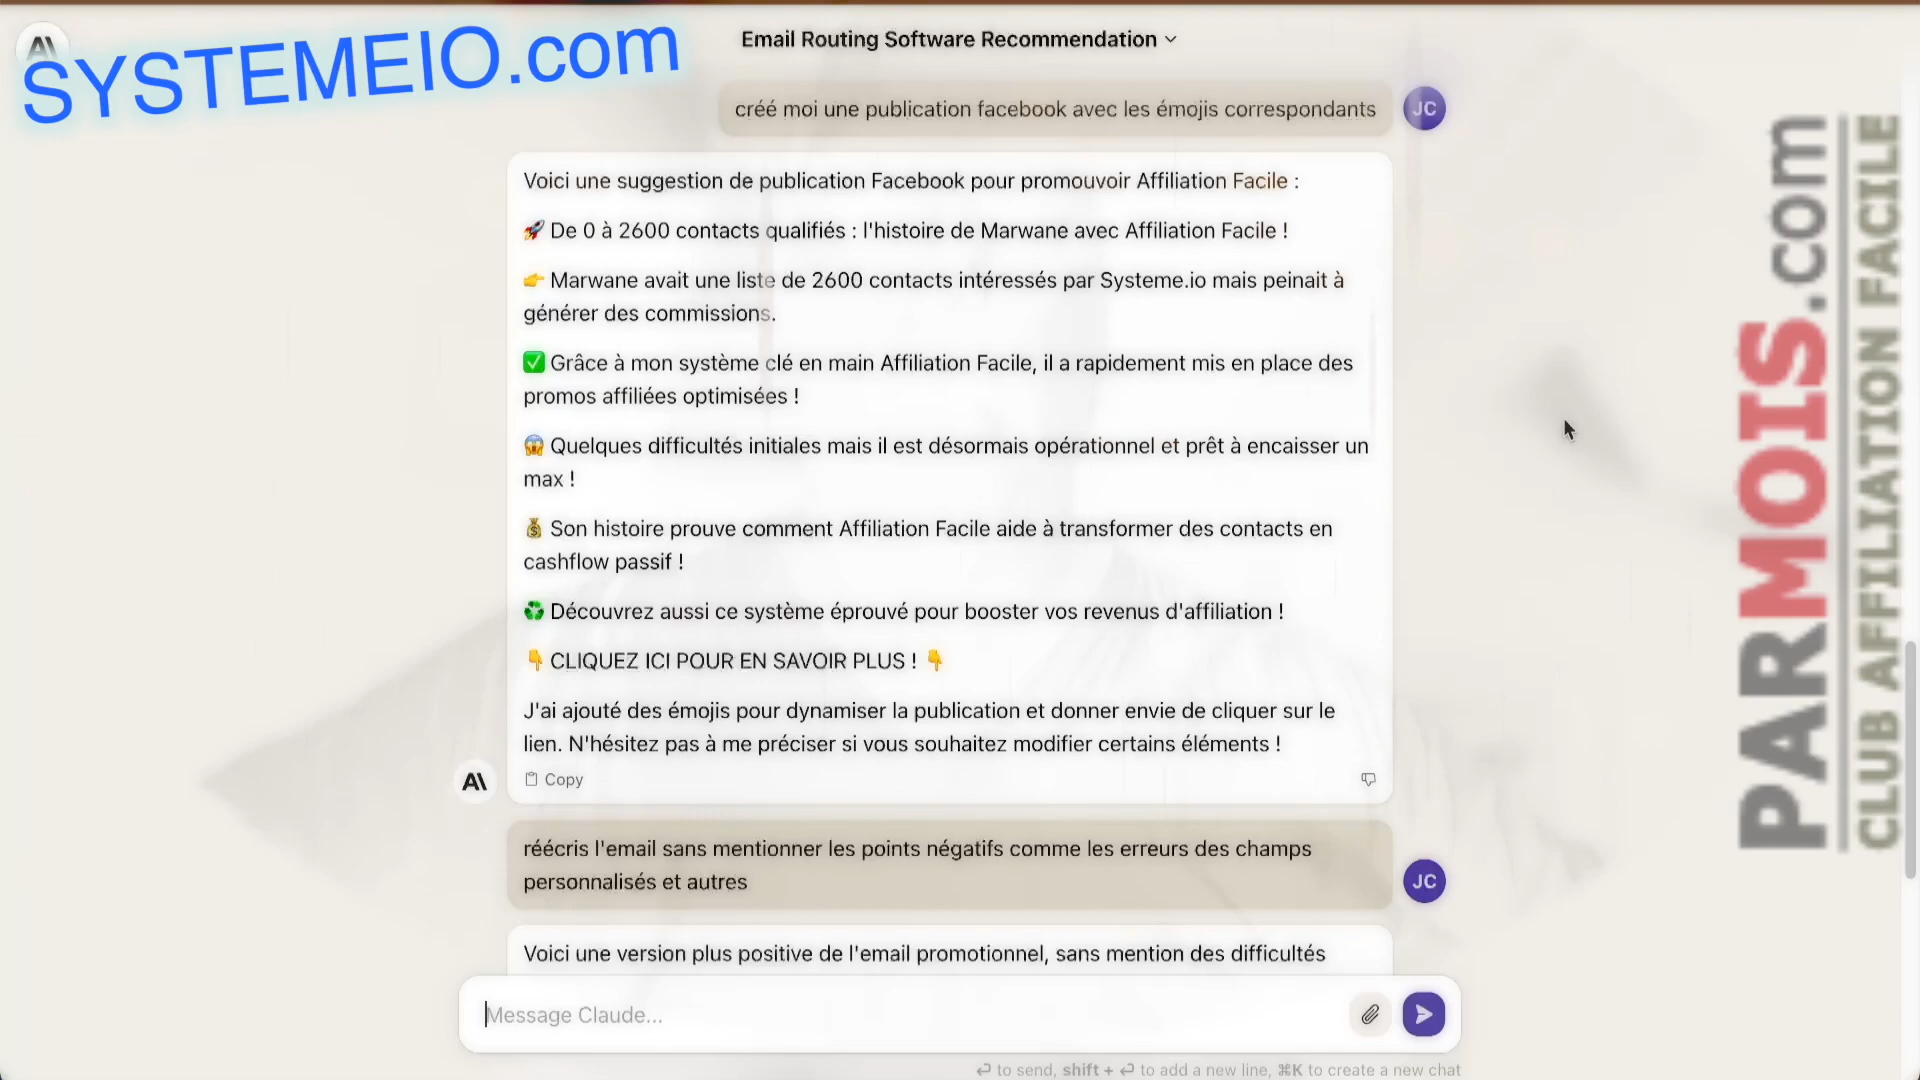 SYSTEMEIO.com
Email Routing Software Recommendation
créé moi une publication facebook avec les émojis correspondants
JC
Voici une suggestion de publication Facebook pour promouvoir Affiliation Facile :
🚀 De 0 à 2600 contacts qualifiés : l'histoire de Marwane avec Affiliation Facile !
👉 Marwane avait une liste de 2600 contacts intéressés par Systeme.io mais peinait à
générer des commissions.
✅ Grâce à mon système clé en main Affiliation Facile, il a rapidement mis en place des
promos affiliées optimisées !
😱 Quelques difficultés initiales mais il est désormais opérationnel et prêt à encaisser un
max !
💰 Son histoire prouve comment Affiliation Facile aide à transformer des contacts en
cashflow passif !
♻️ Découvrez aussi ce système éprouvé pour booster vos revenus d'affiliation !
👇 CLIQUEZ ICI POUR EN SAVOIR PLUS ! 👇
J'ai ajouté des émojis pour dynamiser la publication et donner envie de cliquer sur le
lien. N'hésitez pas à me préciser si vous souhaitez modifier certains éléments !
Copy
réécris l'email sans mentionner les points négatifs comme les erreurs des champs
personnalisés et autres
JC
Voici une version plus positive de l'email promotionnel, sans mention des difficultés
Message Claude...
⏎ to send, shift + ⏎ to add a new line, ⌘K to create a new chat
PARMOIS.com
CLUB AFFILIATION FACILE